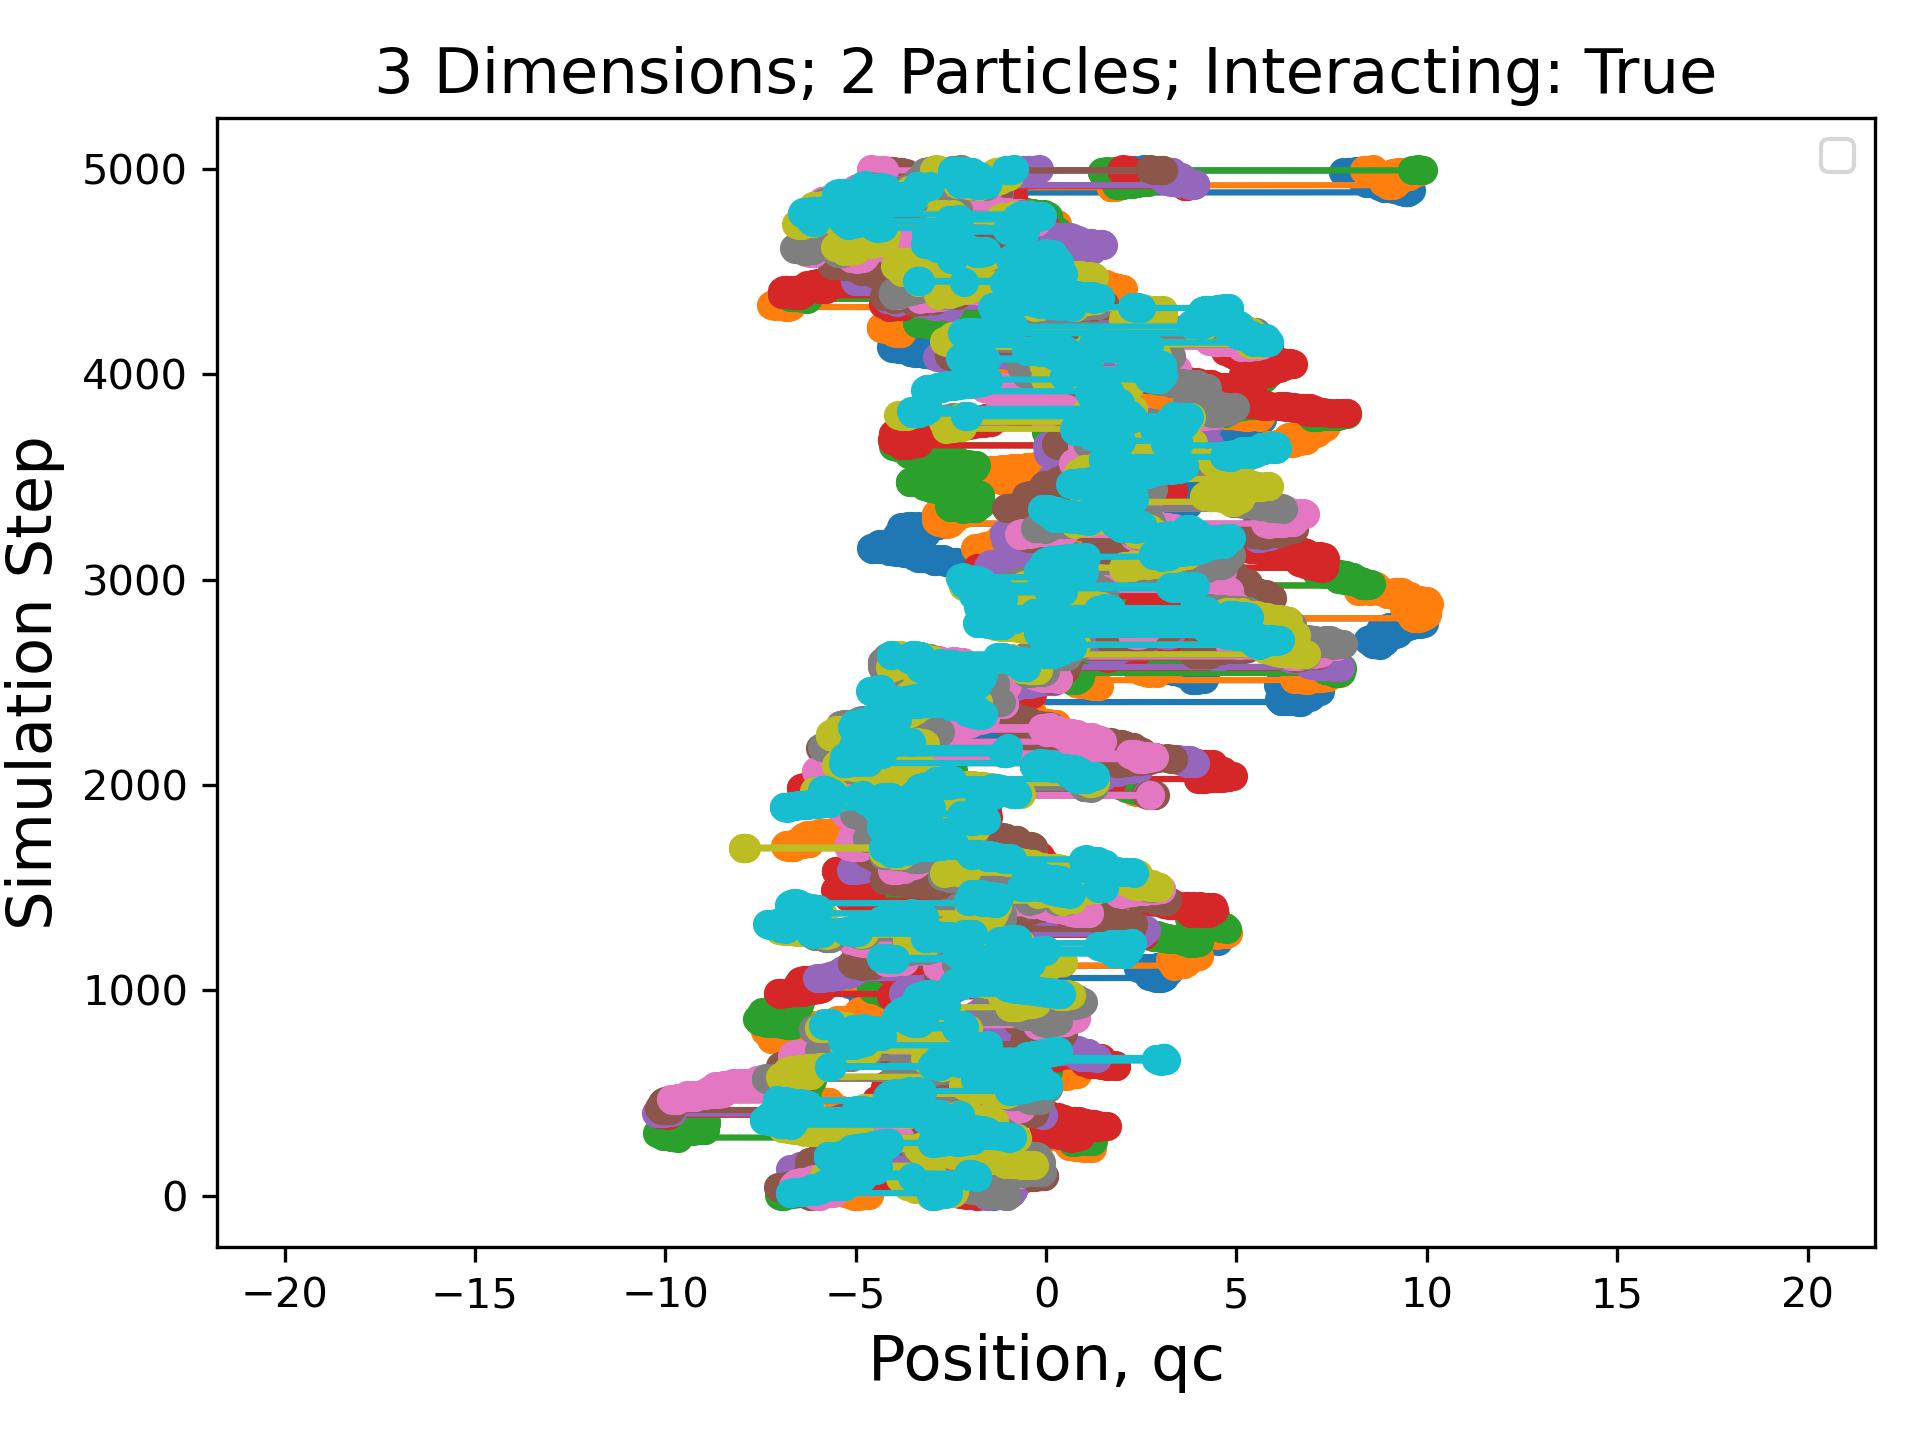 3 Dimensions; 2 Particles; Interacting: True
5000
4000
3000
2000
1000
0
Simulation Step
−20 −15 −10 −5 0 5 10 15 20
Position, qc